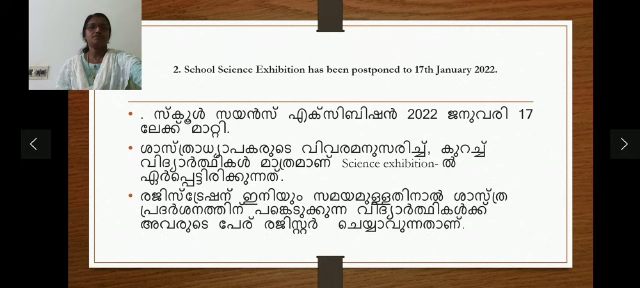 2. School Science Exhibition has been postponed to 17th January 2022.
• . സ്കൂൾ സയൻസ് എക്സിബിഷൻ 2022 ജനുവരി 17
ലേക്ക് മാറ്റി.
• ശാസ്ത്രാധ്യാപകരുടെ വിവരമനുസരിച്ച്, കുറച്ച്
വിദ്യാർത്ഥികൾ മാത്രമാണ് Science exhibition- ൽ
ഏർപ്പെട്ടിരിക്കുന്നത്.
• രജിസ്ട്രേഷന് ഇനിയും സമയമുള്ളതിനാൽ ശാസ്ത്ര
പ്രദർശനത്തിന് പങ്കെടുക്കുന്ന വിദ്യാർത്ഥികൾക്ക്
അവരുടെ പേര് രജിസ്റ്റർ ചെയ്യാവുന്നതാണ്.